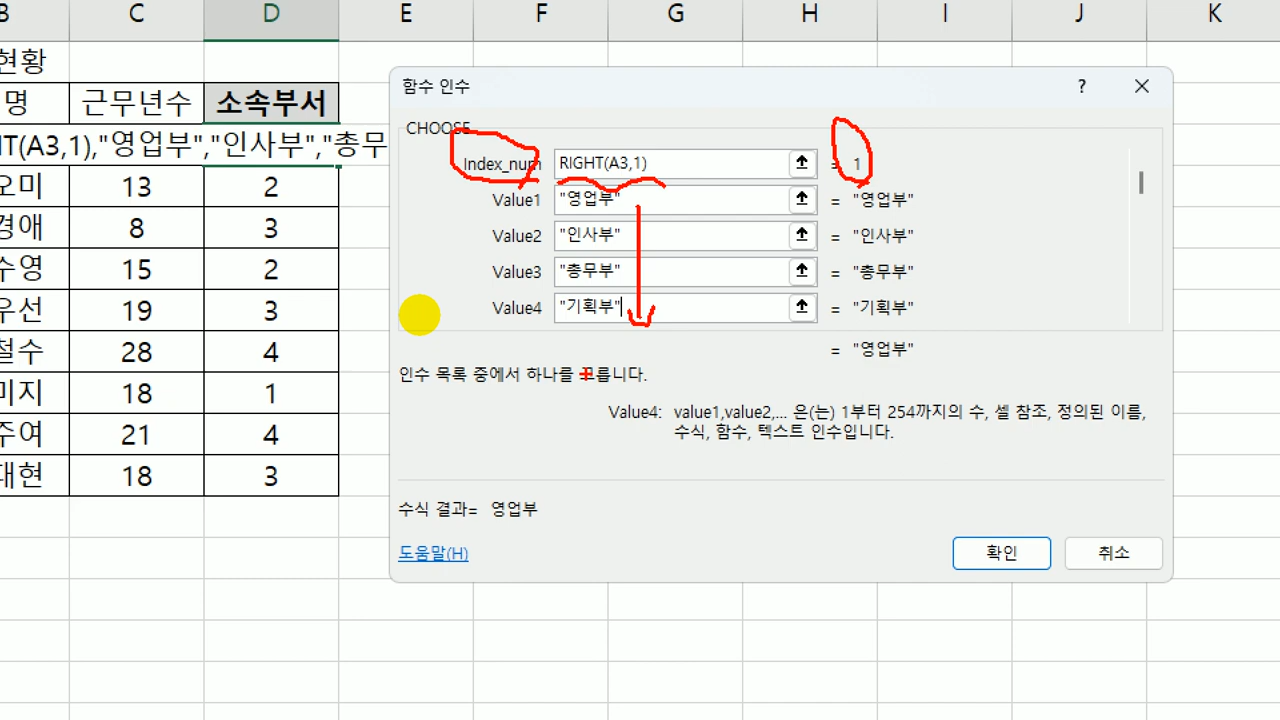 B C D E F G H I J K
현황
명 근무년수 소속부서
HT(A3,1),"영업부","인사부","총무
오미 13 2
경애 8 3
수영 15 2
우선 19 3
철수 28 4
미지 18 1
주여 21 4
대현 18 3
함수 인수 ?
CHOOSE
Index_num RIGHT(A3,1) = 1
Value1 "영업부" = "영업부"
Value2 "인사부" = "인사부"
Value3 "총무부" = "총무부"
Value4 "기획부" = "기획부"
= "영업부"
인수 목록 중에서 하나를 고릅니다.
Value4: value1,value2,... 은(는) 1부터 254까지의 수, 셀 참조, 정의된 이름,
수식, 함수, 텍스트 인수입니다.
수식 결과= 영업부
도움말(H) 확인 취소